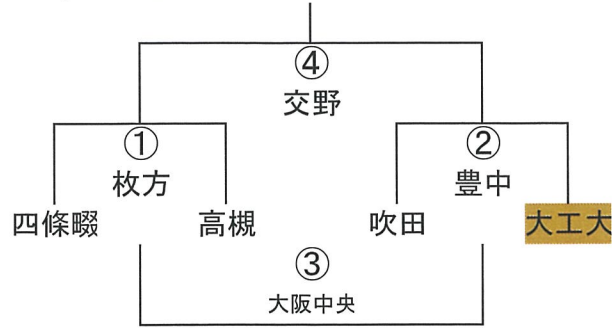 ④
交野
①
枚方
②
豊中
四條畷
高槻
吹田
大工大
③
大阪中央